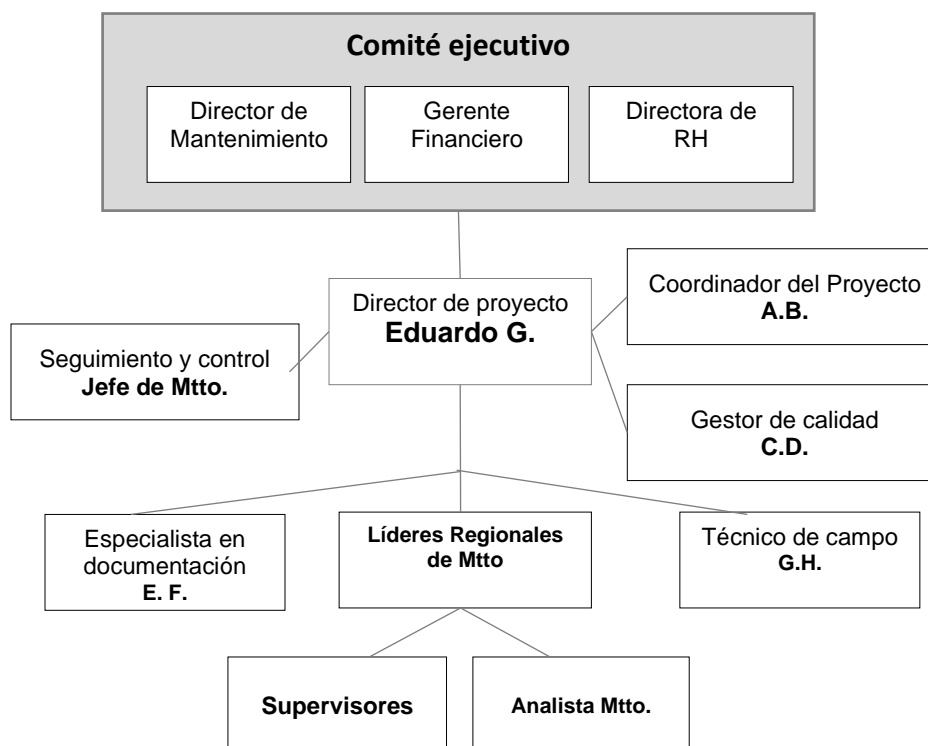 Comité ejecutivo
Director de
Mantenimiento
Gerente
Financiero
Directora de
RH
Director de proyecto
Eduardo G.
Coordinador del Proyecto
A.B.
Seguimiento y control
Jefe de Mtto.
Gestor de calidad
C.D.
Especialista en
documentación
E. F.
Líderes Regionales
de Mtto
Técnico de campo
G.H.
Supervisores
Analista Mtto.